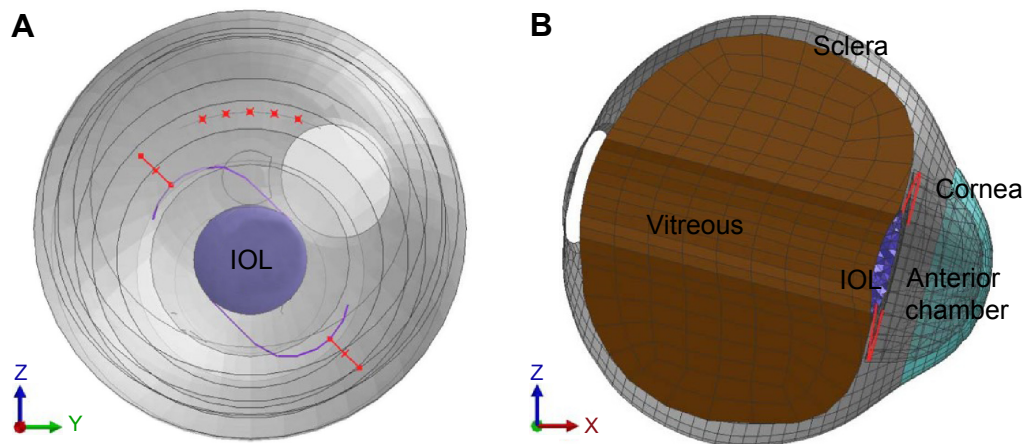 A
IOL
Z
Y
B
Sclera
Cornea
Vitreous
IOL
Anterior
chamber
Z
X